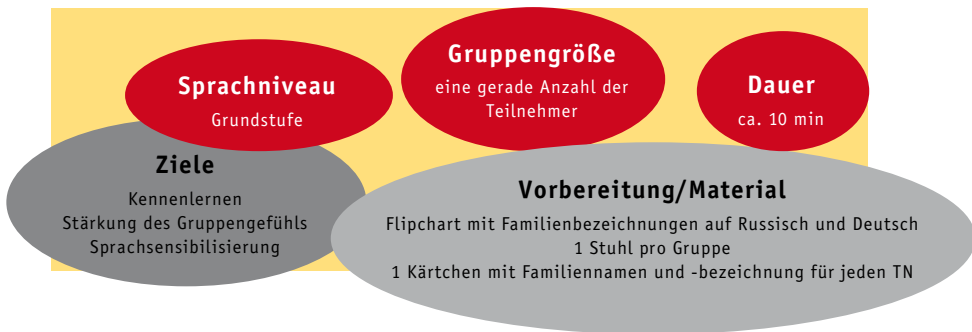 Sprachniveau
Grundstufe
Gruppengröße
eine gerade Anzahl der
Teilnehmer
Dauer
ca. 10 min
Ziele
Kennenlernen
Stärkung des Gruppengefühls
Sprachsensibilisierung
Vorbereitung/Material
Flipchart mit Familienbezeichnungen auf Russisch und Deutsch
1 Stuhl pro Gruppe
1 Kärtchen mit Familiennamen und -bezeichnung für jeden TN